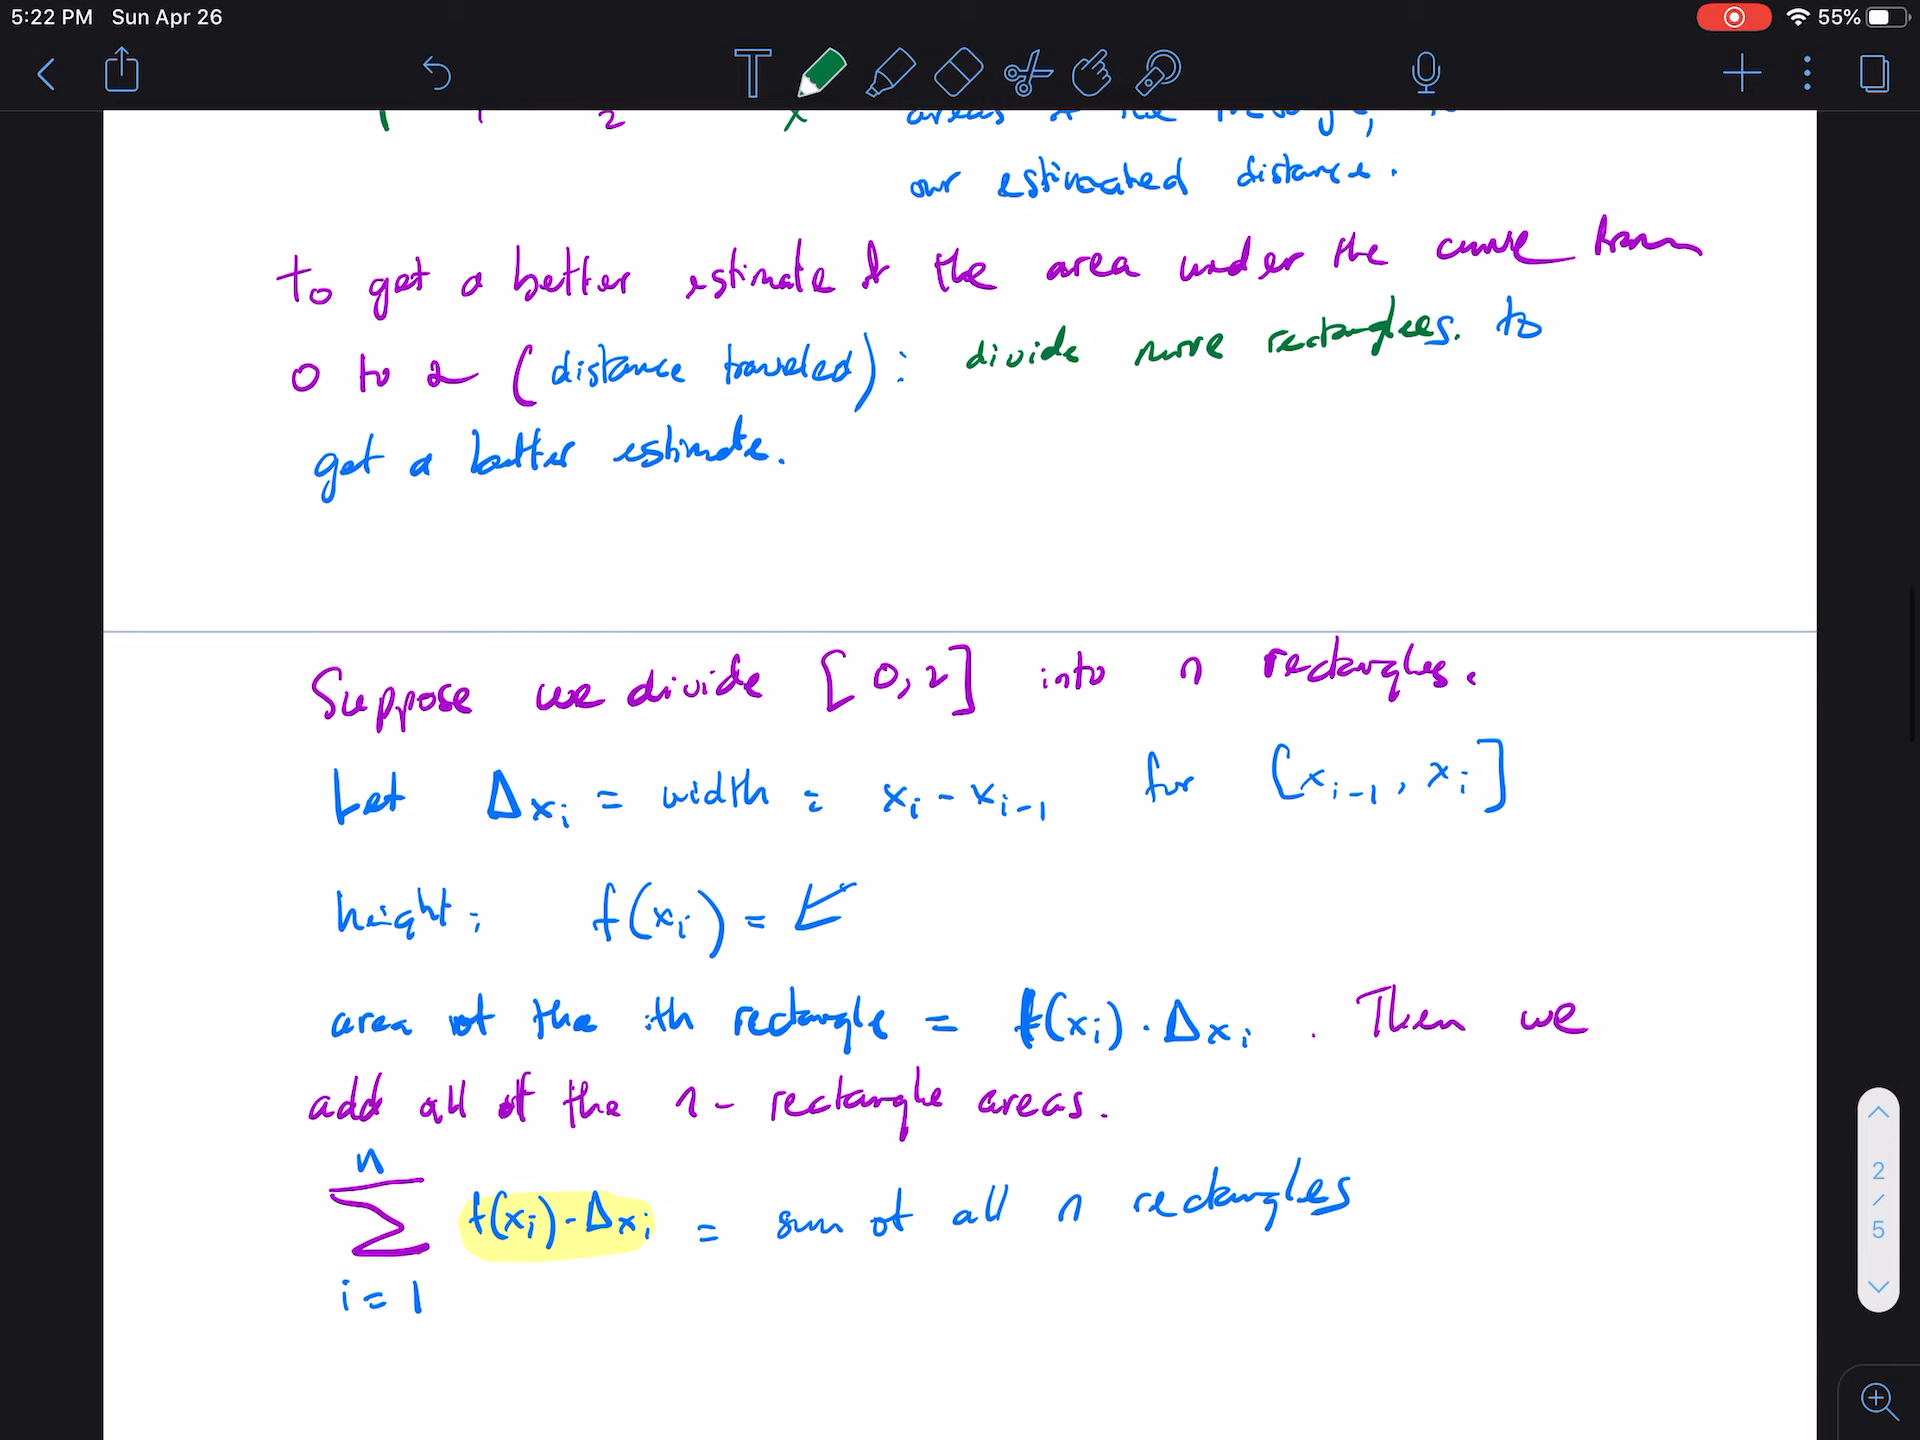 5:22 PM Sun Apr 26
55%
T
1 2 x areas
our estimated distance.
to get a better estimate of the area under the curve from
0 to 2 (distance traveled): divide more rectangles. to
get a better estimate.
Suppose we divide [0,2] into n rectangles.
Let Δxᵢ = width = xᵢ - xᵢ₋₁ for [xᵢ₋₁, xᵢ]
height: f(xᵢ) =
area of the ith rectangle = f(xᵢ) · Δxᵢ . Then we
add all of the n - rectangle areas.
n
∑ f(xᵢ) · Δxᵢ = sum of all n rectangles
i = 1
2
/
5